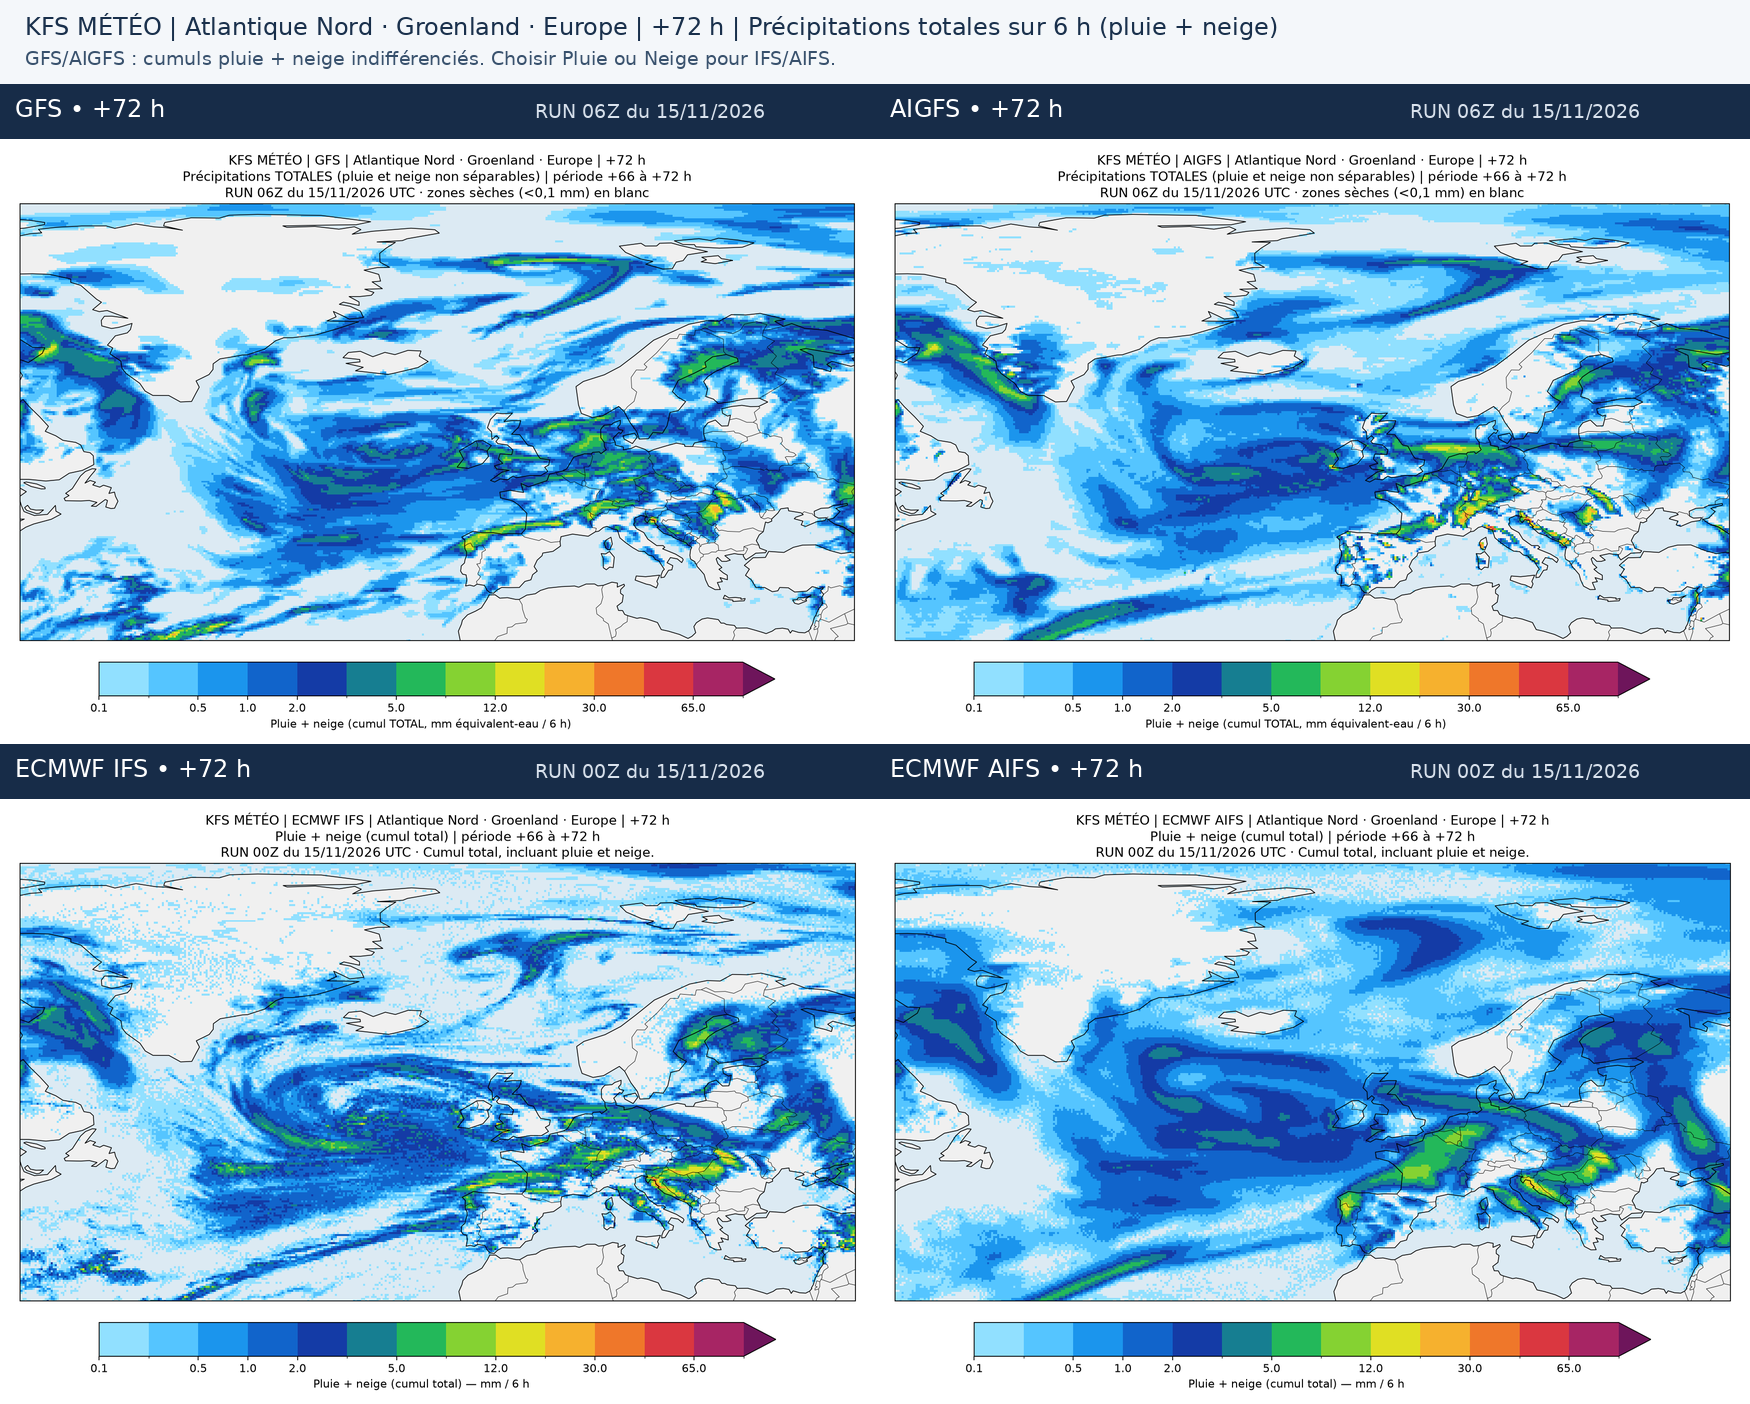 KFS MÉTÉO | Atlantique Nord · Groenland · Europe | +72 h | Précipitations totales sur 6 h (pluie + neige)
GFS/AIGFS : cumuls pluie + neige indifférenciés. Choisir Pluie ou Neige pour IFS/AIFS.
GFS • +72 h
RUN 06Z du 15/11/2026
AIGFS • +72 h
RUN 06Z du 15/11/2026
KFS MÉTÉO | GFS | Atlantique Nord · Groenland · Europe | +72 h
Précipitations TOTALES (pluie et neige non séparables) | période +66 à +72 h
RUN 06Z du 15/11/2026 UTC · zones sèches (<0,1 mm) en blanc
KFS MÉTÉO | AIGFS | Atlantique Nord · Groenland · Europe | +72 h
Précipitations TOTALES (pluie et neige non séparables) | période +66 à +72 h
RUN 06Z du 15/11/2026 UTC · zones sèches (<0,1 mm) en blanc
0.1 0.5 1.0 2.0 5.0 12.0 30.0 65.0
Pluie + neige (cumul TOTAL, mm équivalent-eau / 6 h)
0.1 0.5 1.0 2.0 5.0 12.0 30.0 65.0
Pluie + neige (cumul TOTAL, mm équivalent-eau / 6 h)
ECMWF IFS • +72 h
RUN 00Z du 15/11/2026
ECMWF AIFS • +72 h
RUN 00Z du 15/11/2026
KFS MÉTÉO | ECMWF IFS | Atlantique Nord · Groenland · Europe | +72 h
Pluie + neige (cumul total) | période +66 à +72 h
RUN 00Z du 15/11/2026 UTC · Cumul total, incluant pluie et neige.
KFS MÉTÉO | ECMWF AIFS | Atlantique Nord · Groenland · Europe | +72 h
Pluie + neige (cumul total) | période +66 à +72 h
RUN 00Z du 15/11/2026 UTC · Cumul total, incluant pluie et neige.
0.1 0.5 1.0 2.0 5.0 12.0 30.0 65.0
Pluie + neige (cumul total) — mm / 6 h
0.1 0.5 1.0 2.0 5.0 12.0 30.0 65.0
Pluie + neige (cumul total) — mm / 6 h